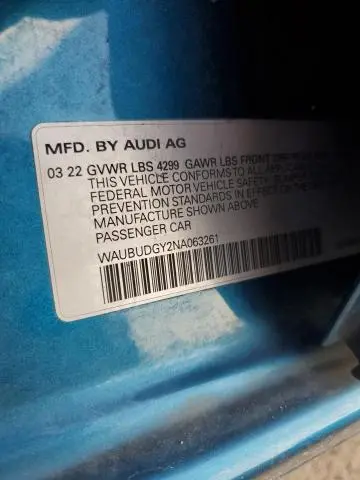 MFD. BY AUDI AG
03 22 GVWR LBS 4299 GAWR LBS FRONT
THIS VEHICLE CONFORMS TO ALL
FEDERAL MOTOR VEHICLE SAFETY,
PREVENTION STANDARDS IN EFFECT ON
MANUFACTURE SHOWN ABOVE.
PASSENGER CAR
WAUBUDGY2NA063261